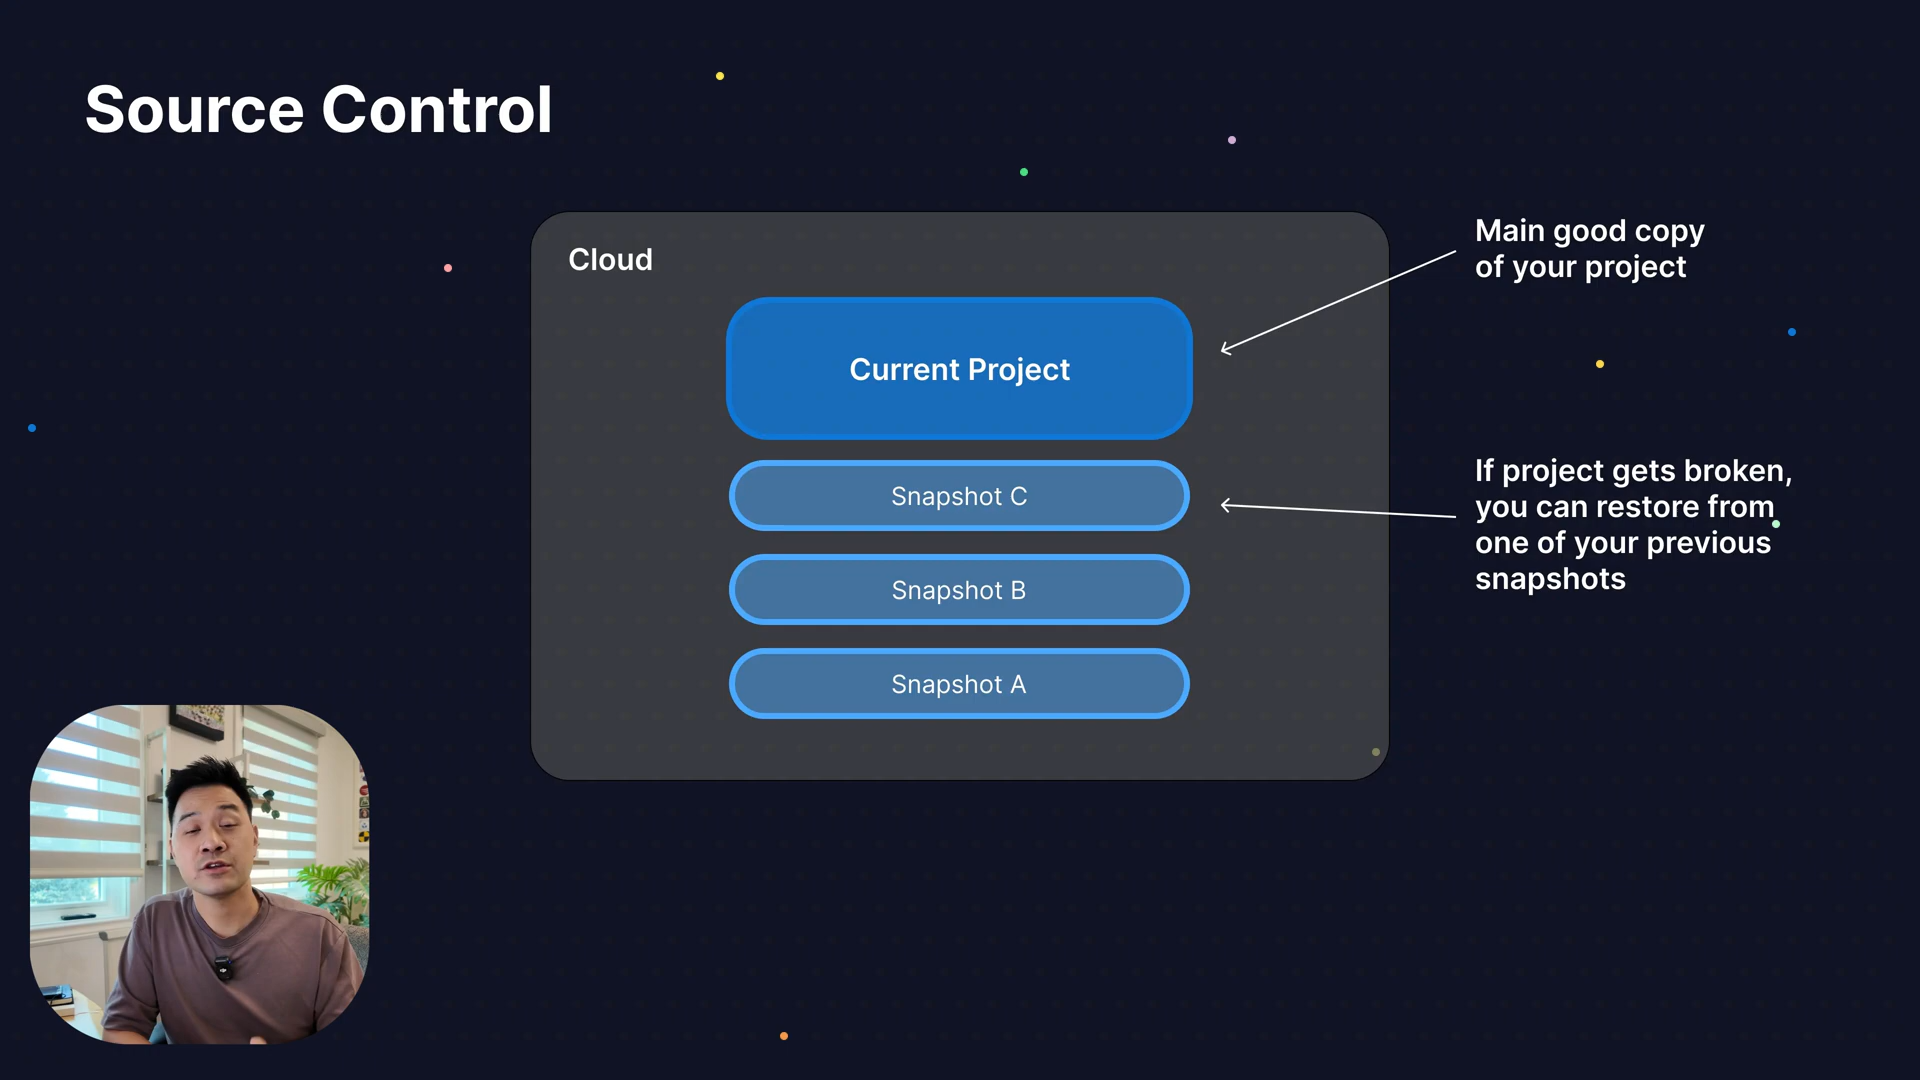 Source Control
Cloud
Current Project
Snapshot C
Snapshot B
Snapshot A
Main good copy
of your project
If project gets broken,
you can restore from
one of your previous
snapshots